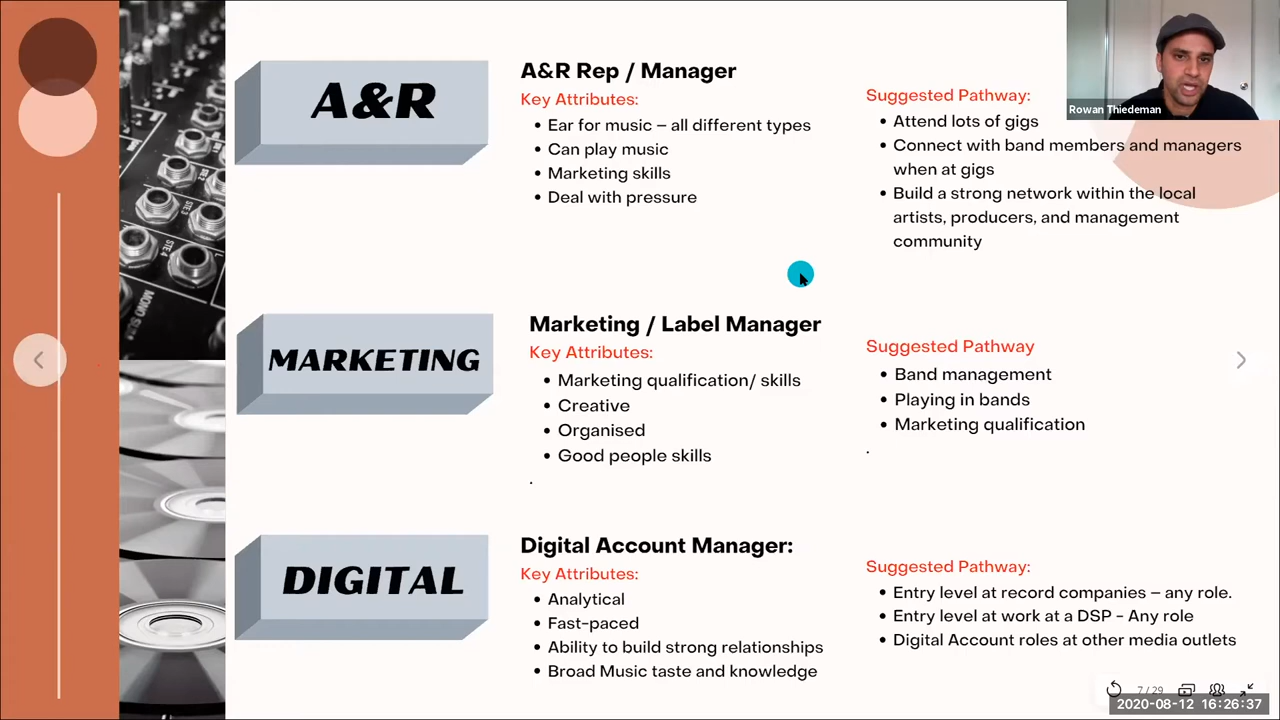 A&R
A&R Rep / Manager
Key Attributes:
• Ear for music – all different types
• Can play music
• Marketing skills
• Deal with pressure
Suggested Pathway:
• Attend lots of gigs
• Connect with band members and managers
when at gigs
• Build a strong network within the local
artists, producers, and management
community
Rowan Thiedeman
MARKETING
Marketing / Label Manager
Key Attributes:
• Marketing qualification/ skills
• Creative
• Organised
• Good people skills
.
Suggested Pathway
• Band management
• Playing in bands
• Marketing qualification
.
DIGITAL
Digital Account Manager:
Key Attributes:
• Analytical
• Fast-paced
• Ability to build strong relationships
• Broad Music taste and knowledge
Suggested Pathway:
• Entry level at record companies – any role.
• Entry level at work at a DSP - Any role
• Digital Account roles at other media outlets
7 / 29
2020-08-12 16:26:37
STE 3
STE 4
L